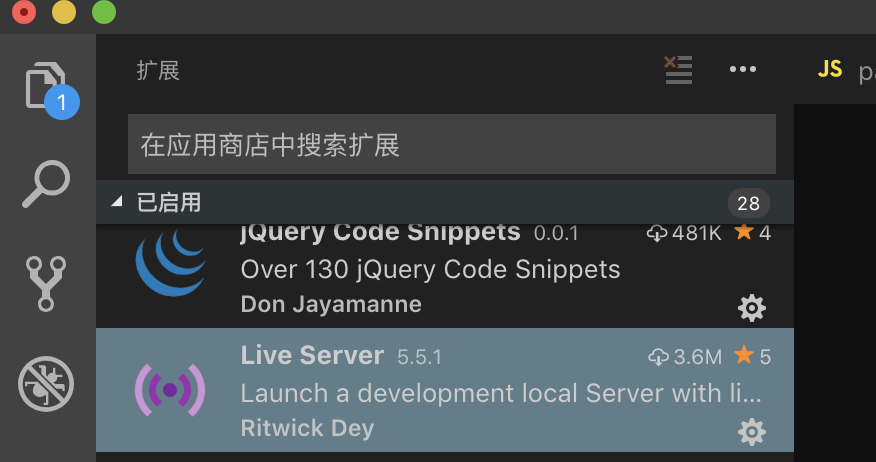 扩展
JS
1
在应用商店中搜索扩展
已启用 28
jQuery Code Snippets 0.0.1 481K 4
Over 130 jQuery Code Snippets
Don Jayamanne
Live Server 5.5.1 3.6M 5
Launch a development local Server with li...
Ritwick Dey